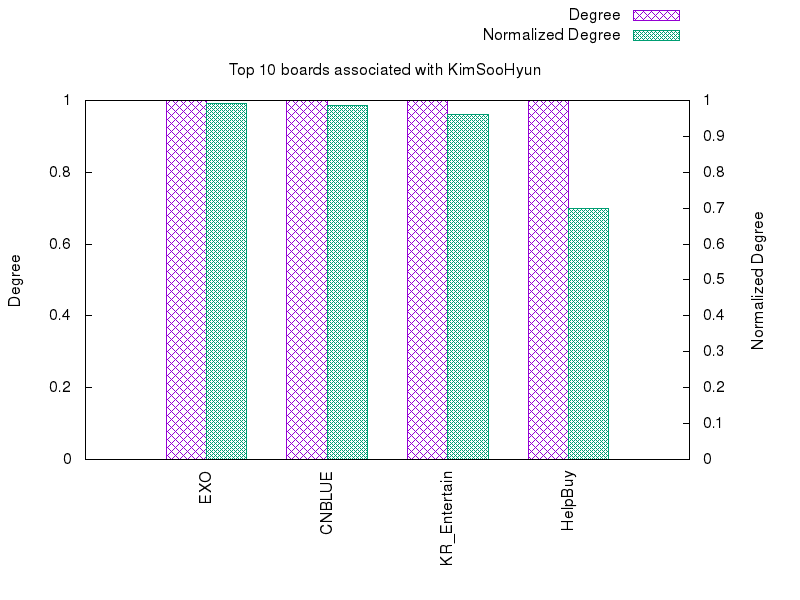 Degree
Normalized Degree
Top 10 boards associated with KimSooHyun
1
0.8
0.6
0.4
0.2
0
Degree
1
0.9
0.8
0.7
0.6
0.5
0.4
0.3
0.2
0.1
0
Normalized Degree
EXO
CNBLUE
KR_Entertain
HelpBuy